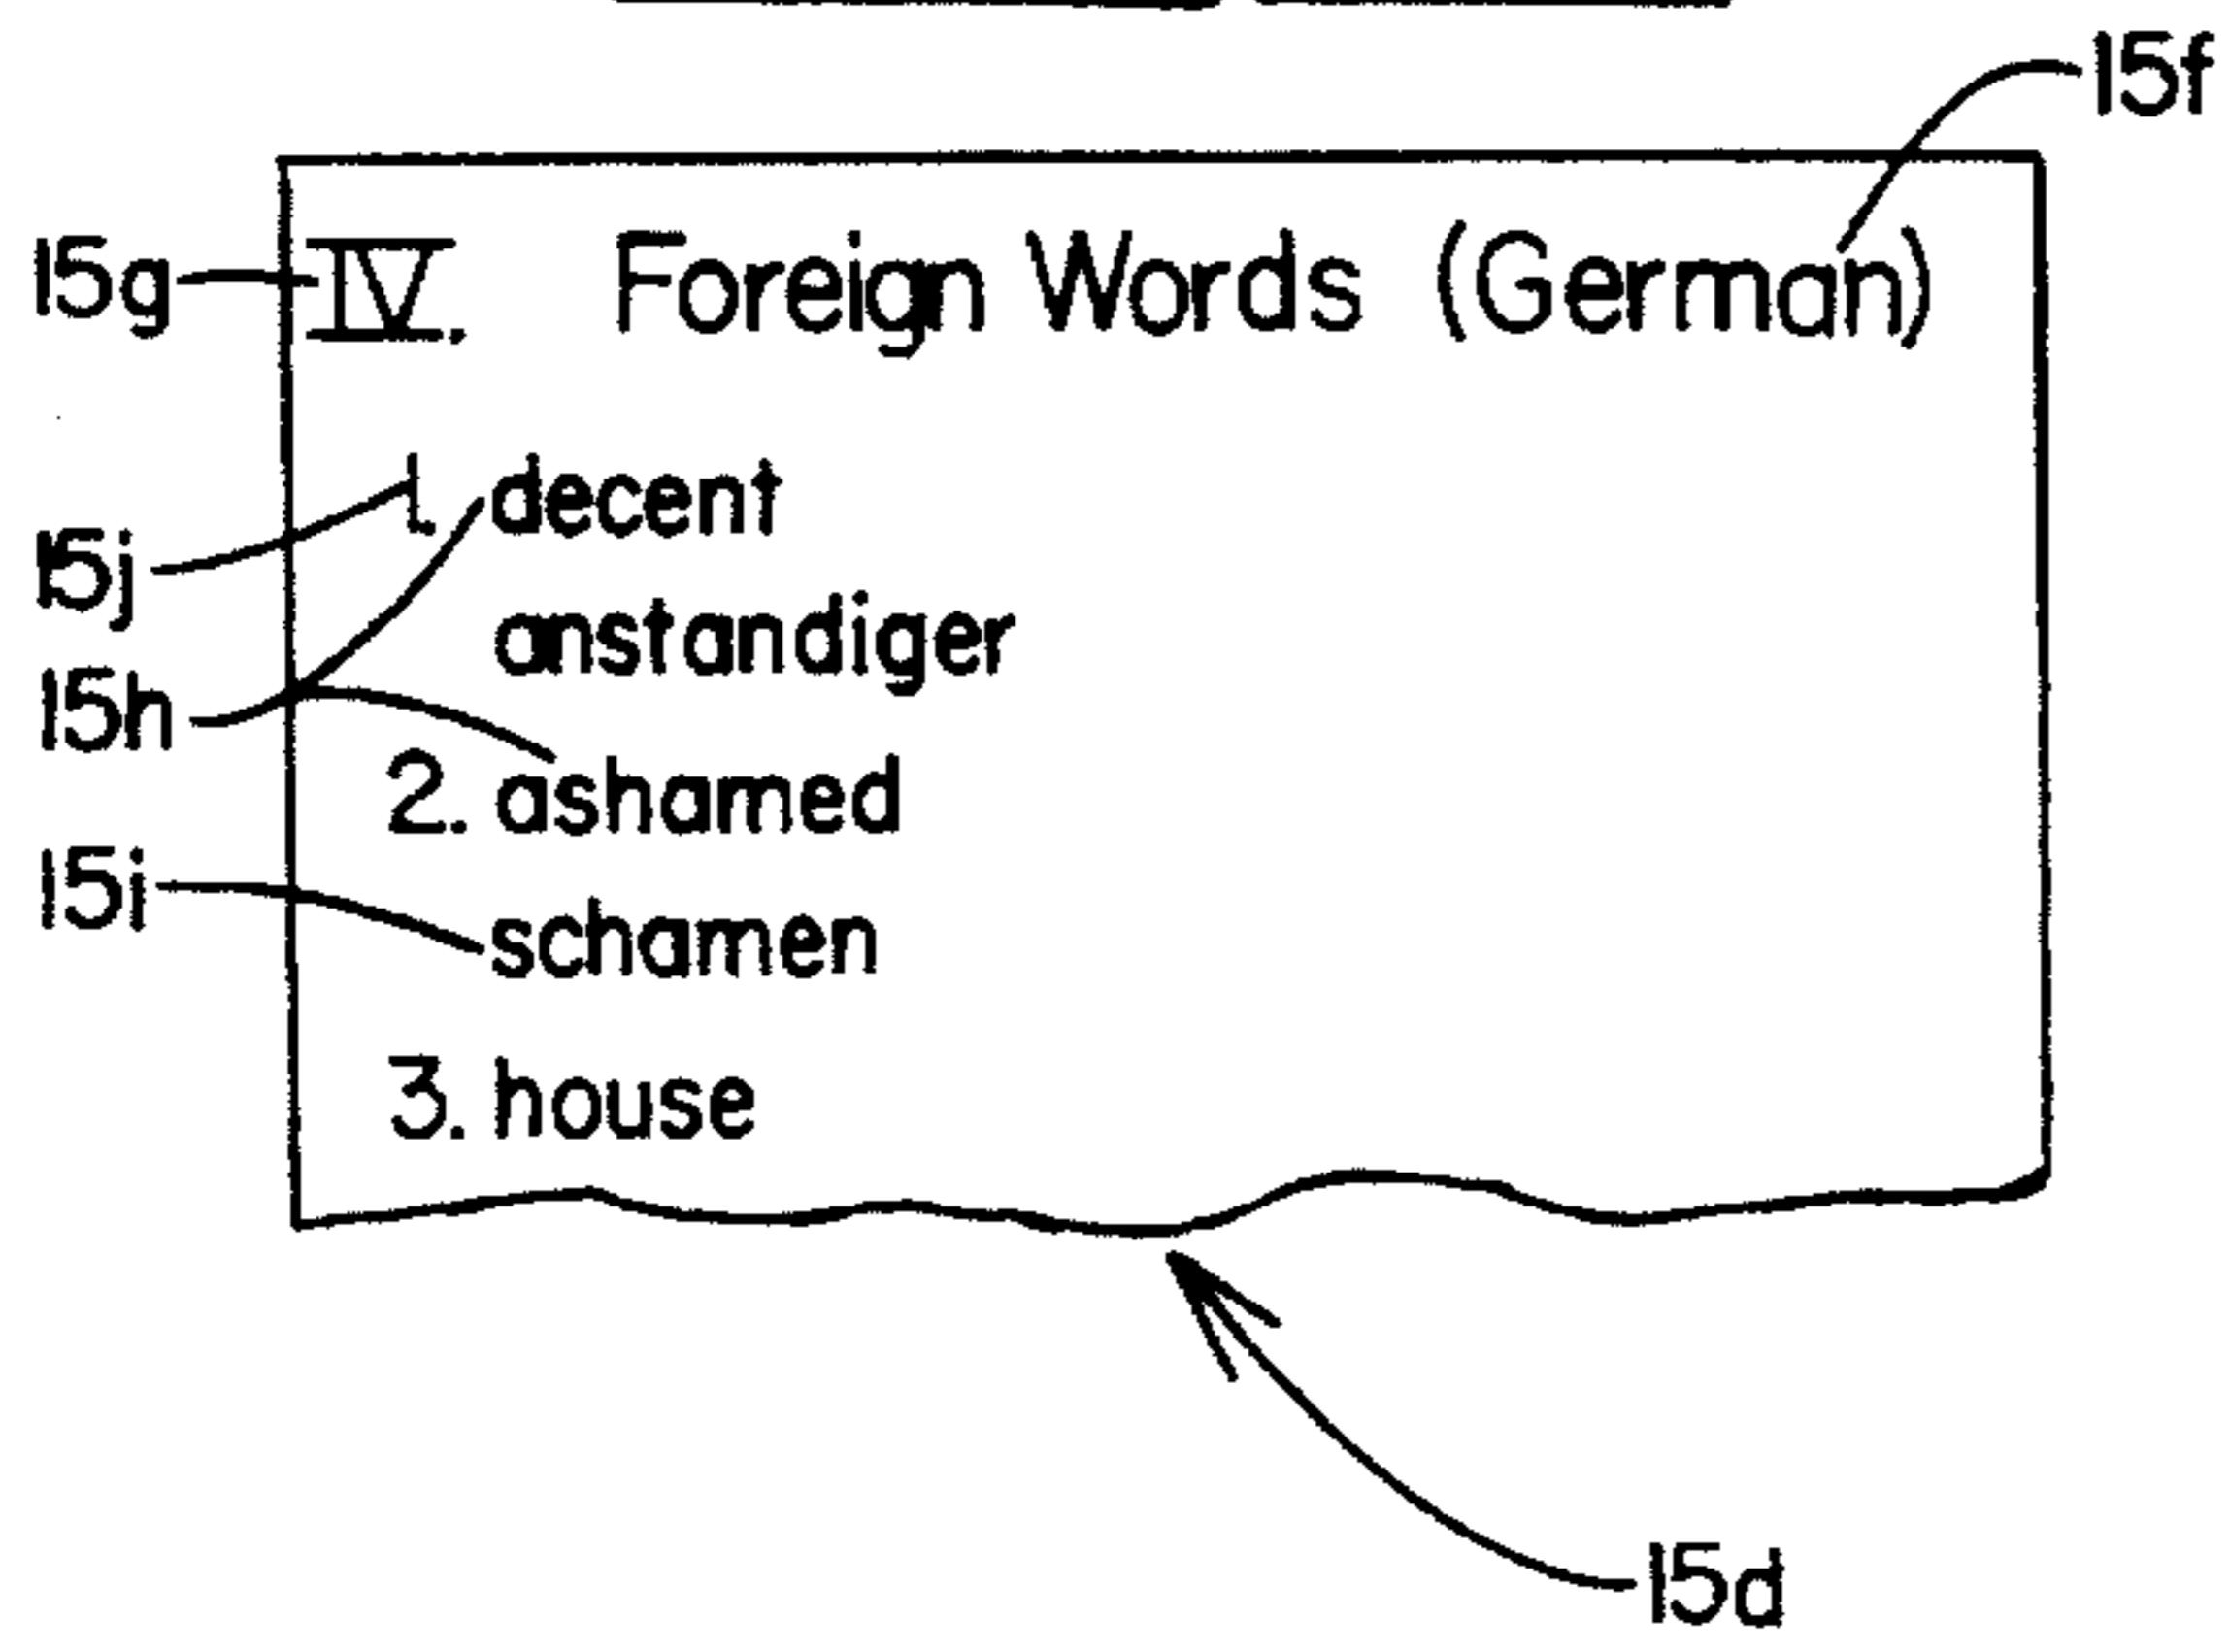 15f
15g IV. Foreign Words (German)
15j 1. decent
anstandiger
15h
2. ashamed
15i
schamen
3. house
15d